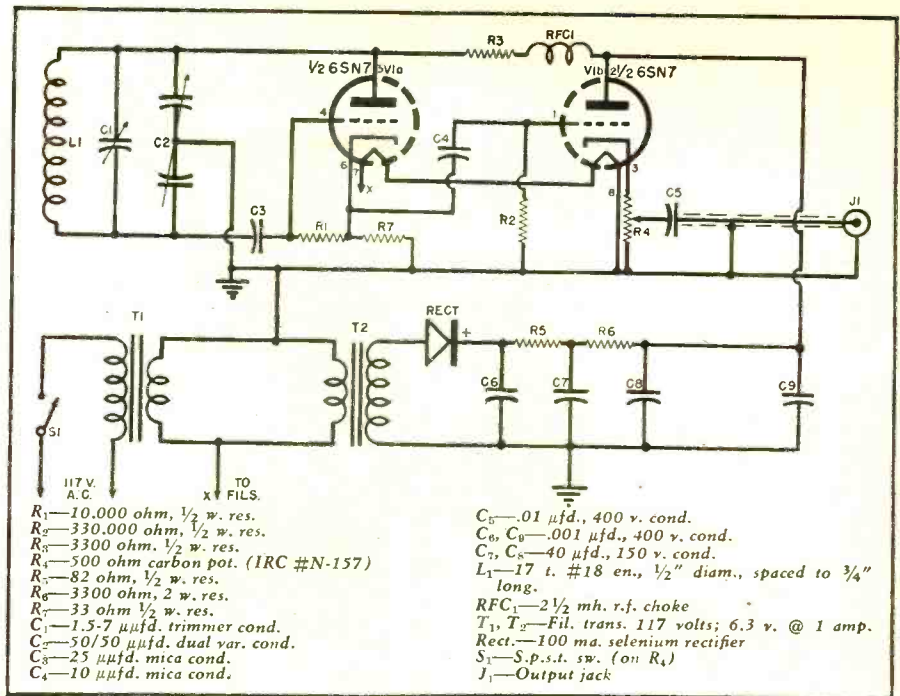 R3
RFC1
½ 6SN7
5
V1a
V1b
2
½ 6SN7
L1
C1
C2
4
C4
1
6
7
X
8
3
C3
R1
R7
R2
R4
C5
J1
T1
T2
RECT
+
R5
R6
C6
C7
C8
C9
S1
117 V.
A.C.
X
TO
FILS.
R₁—10.000 ohm, ½ w. res.
R₂—330.000 ohm, ½ w. res.
R₃—3300 ohm. ½ w. res.
R₄—500 ohm carbon pot. (IRC #N-157)
R₅—82 ohm, ½ w. res.
R₆—3300 ohm, 2 w. res.
R₇—33 ohm ½ w. res.
C₁—1.5-7 μμfd. trimmer cond.
C₂—50/50 μμfd. dual var. cond.
C₃—25 μμfd. mica cond.
C₄—10 μμfd. mica cond.
C₅—.01 μfd., 400 v. cond.
C₆, C₉—.001 μfd., 400 v. cond.
C₇, C₈—40 μfd., 150 v. cond.
L₁—17 t. #18 en., ½" diam., spaced to ¾"
long.
RFC₁—2½ mh. r.f. choke
T₁, T₂—Fil. trans. 117 volts; 6.3 v. @ 1 amp.
Rect.—100 ma. selenium rectifier
S₁—S.p.s.t. sw. (on R₄)
J₁—Output jack